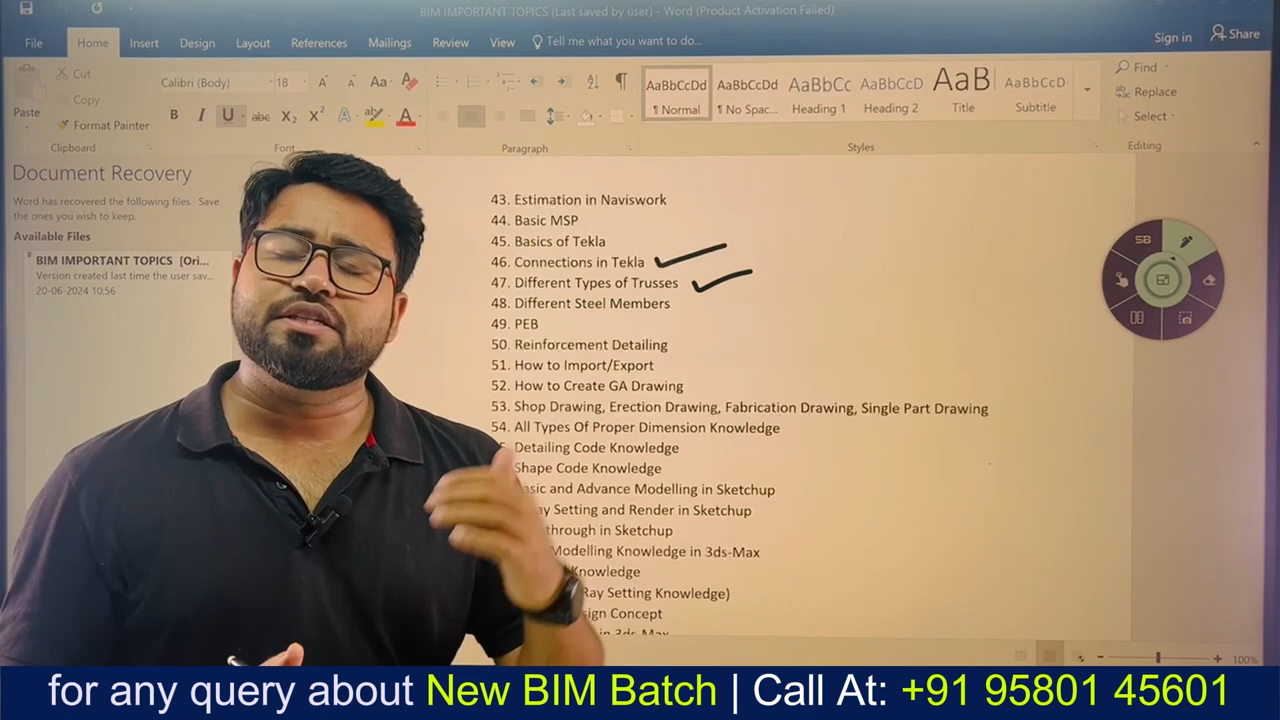 BIM IMPORTANT TOPICS (Last saved by user) - Word (Product Activation Failed)
File Home Insert Design Layout References Mailings Review View Tell me what you want to do... Sign in Share
Cut
Copy
Paste
Format Painter
Clipboard
Calibri (Body) 18
Font
Paragraph
AaBbCcDd AaBbCcDd AaBbCc AaBbCcD AaB AaBbCcD
¶ Normal ¶ No Spac... Heading 1 Heading 2 Title Subtitle
Styles
Find
Replace
Select
Editing
Document Recovery
Word has recovered the following files. Save
the ones you wish to keep.
Available Files
BIM IMPORTANT TOPICS [Ori...
Version created last time the user sav...
20-06-2024 10:56
43. Estimation in Naviswork
44. Basic MSP
45. Basics of Tekla
46. Connections in Tekla
47. Different Types of Trusses
48. Different Steel Members
49. PEB
50. Reinforcement Detailing
51. How to Import/Export
52. How to Create GA Drawing
53. Shop Drawing, Erection Drawing, Fabrication Drawing, Single Part Drawing
54. All Types Of Proper Dimension Knowledge
Detailing Code Knowledge
Shape Code Knowledge
and Advance Modelling in Sketchup
Setting and Render in Sketchup
in Sketchup
Modelling Knowledge in 3ds-Max
Knowledge
Ray Setting Knowledge)
Concept
in 3ds-Max
100%
for any query about New BIM Batch | Call At: +91 95801 45601